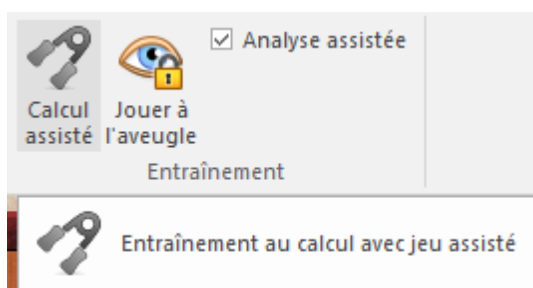 Analyse assistée
Calcul assisté
Jouer à l'aveugle
Entraînement
Entraînement au calcul avec jeu assisté